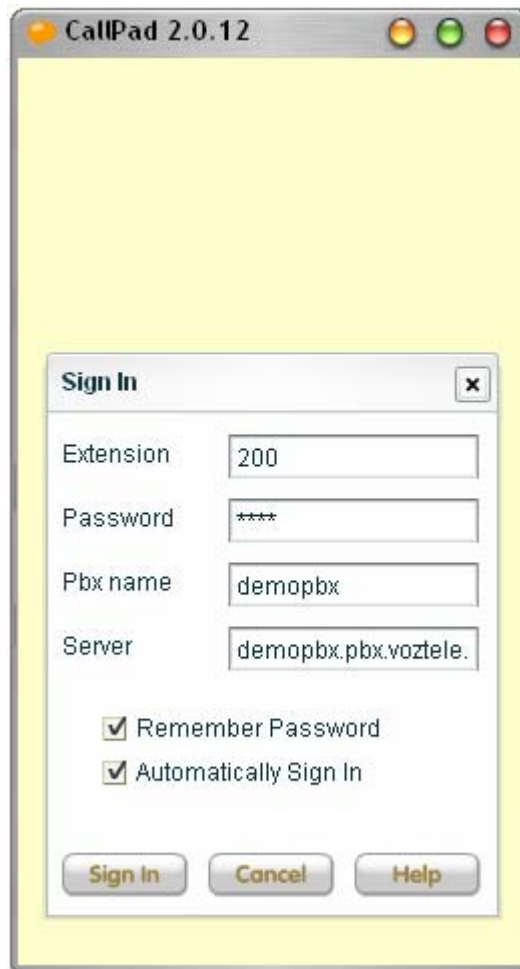 CallPad 2.0.12
Sign In
Extension 200
Password ****
Pbx name demopbx
Server demopbx.pbx.voztele.
Remember Password
Automatically Sign In
Sign In Cancel Help